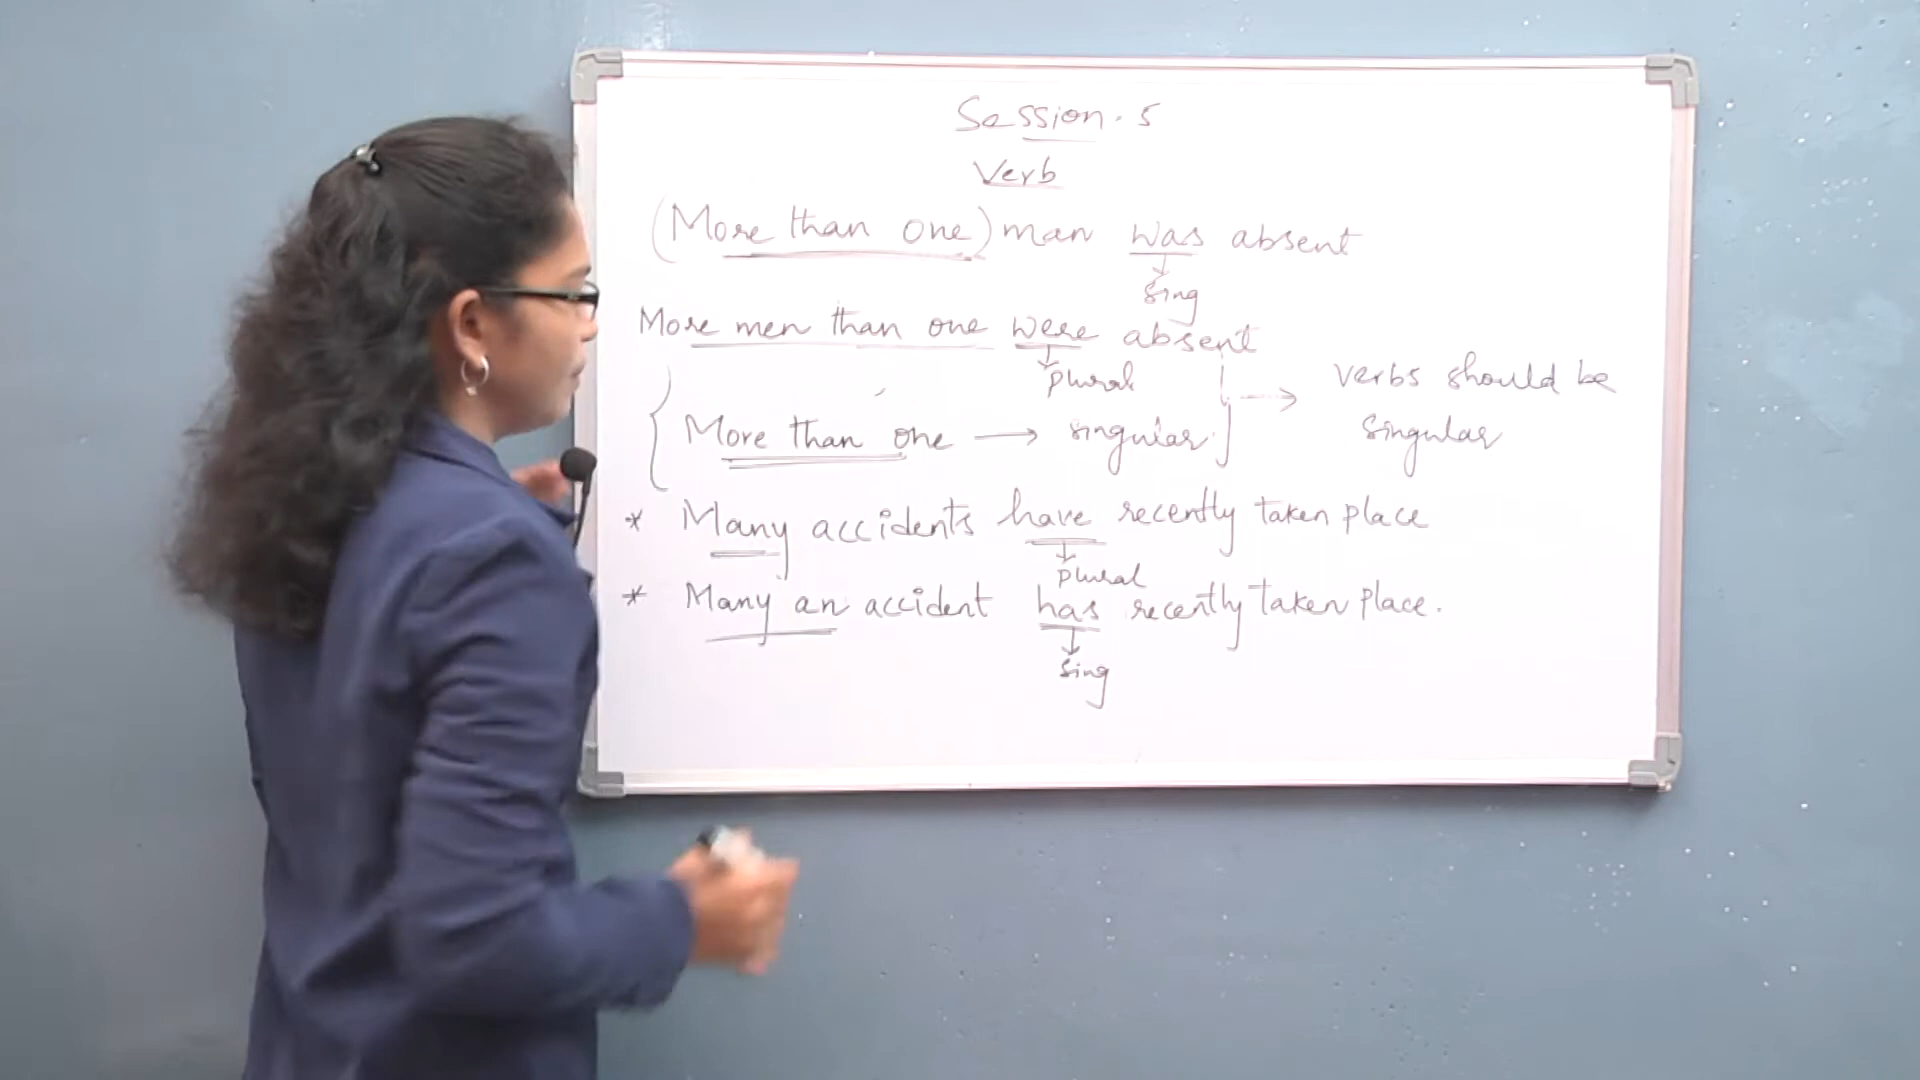 Session. 5
Verb
(More than one) man was absent
sing
More men than one were absent
plural
verbs should be
More than one → singular. →
singular
* Many accidents have recently taken place
plural
* Many an accident has recently taken place.
sing